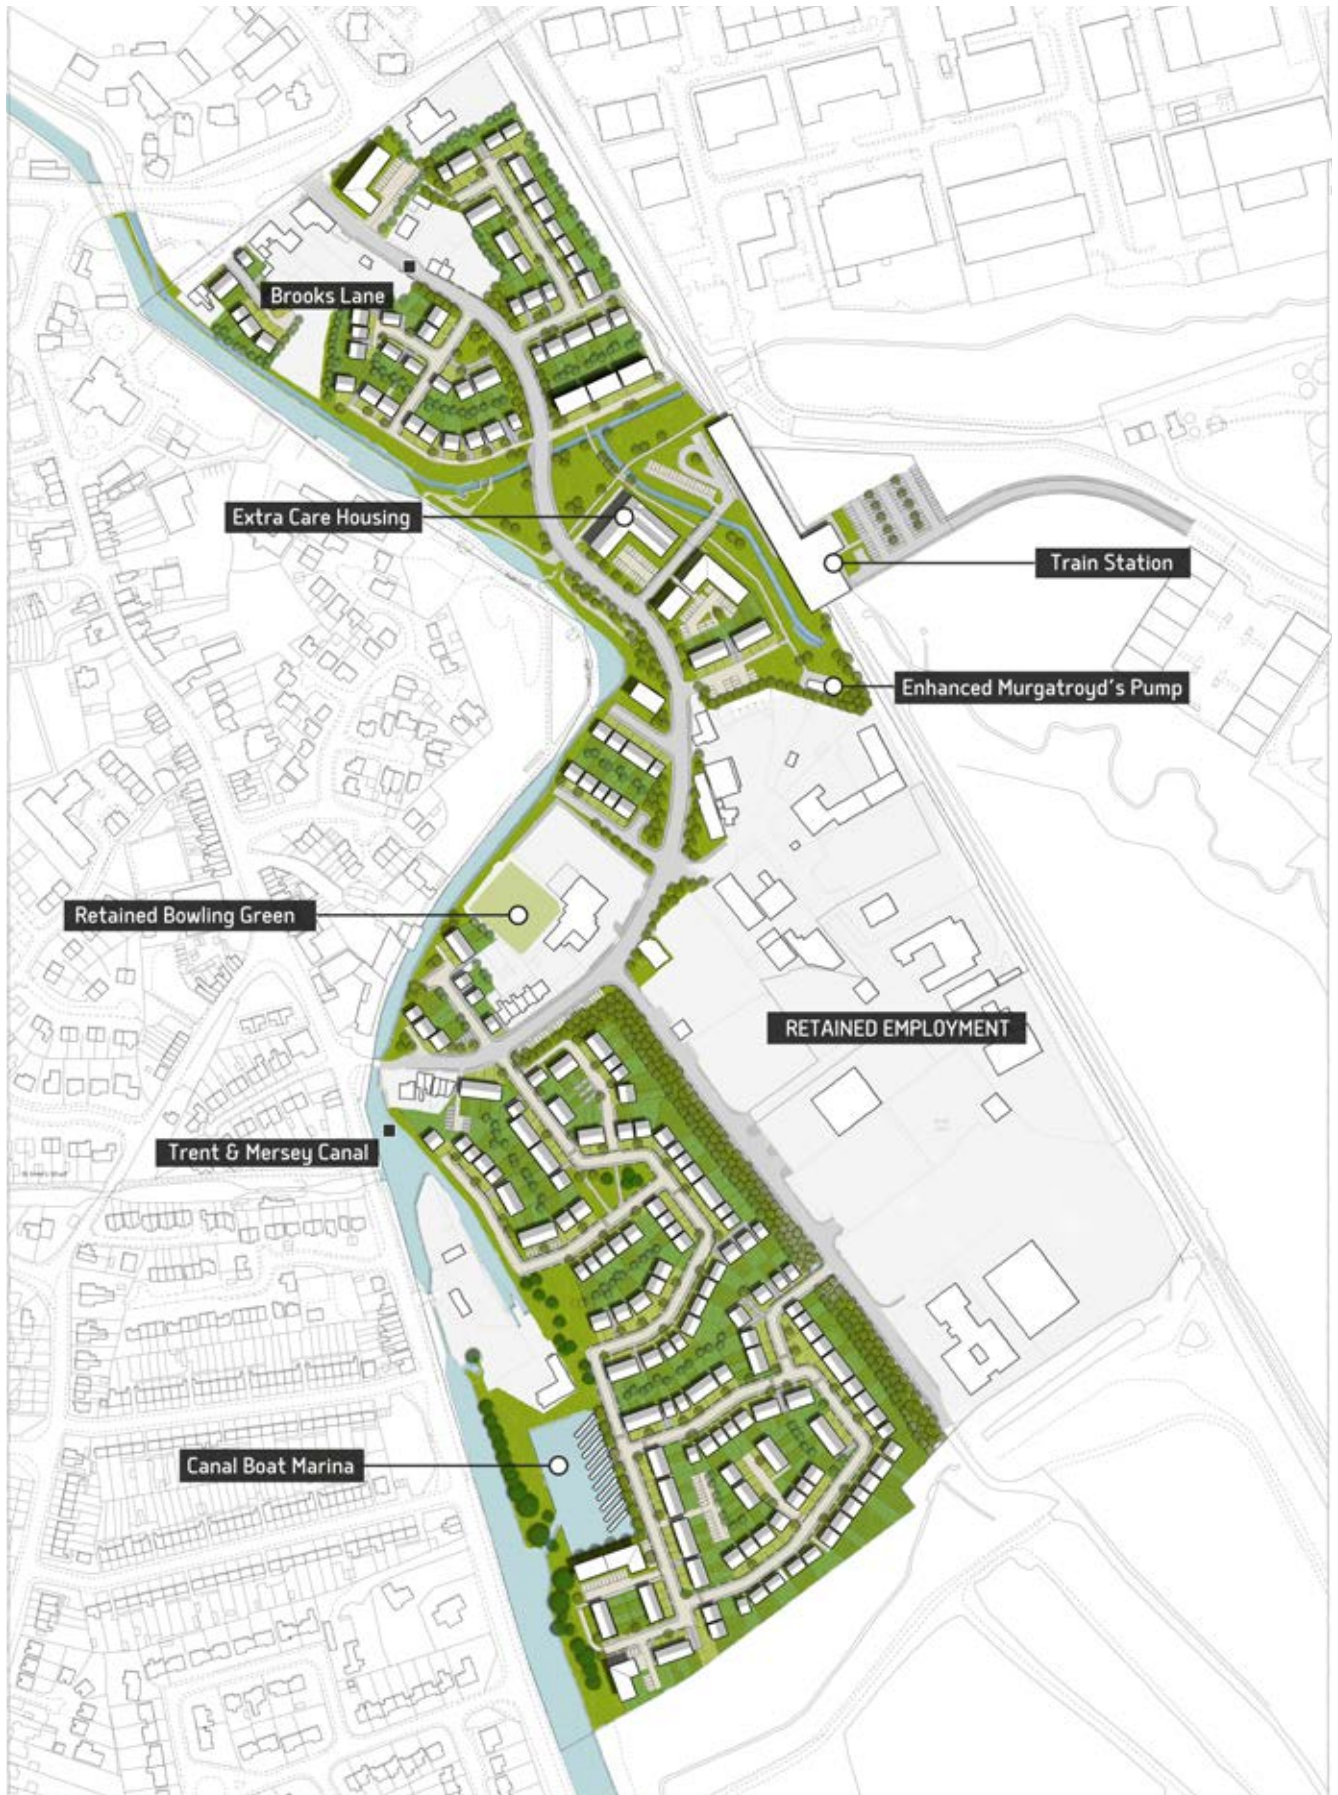 Brooks Lane
Extra Care Housing
Train Station
Enhanced Murgatroyd's Pump
Retained Bowling Green
RETAINED EMPLOYMENT
Trent & Mersey Canal
Canal Boat Marina